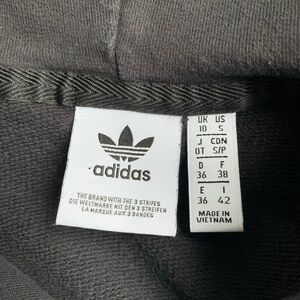 adidas
THE BRAND WITH THE 3 STRIPES
DIE WELTMARKE MIT DEN 3 STREIFEN
LA MARQUE AUX 3 BANDES
UK US
10 S
J CDN
OT S/P
D F
36 38
E I
36 42
MADE IN
VIETNAM